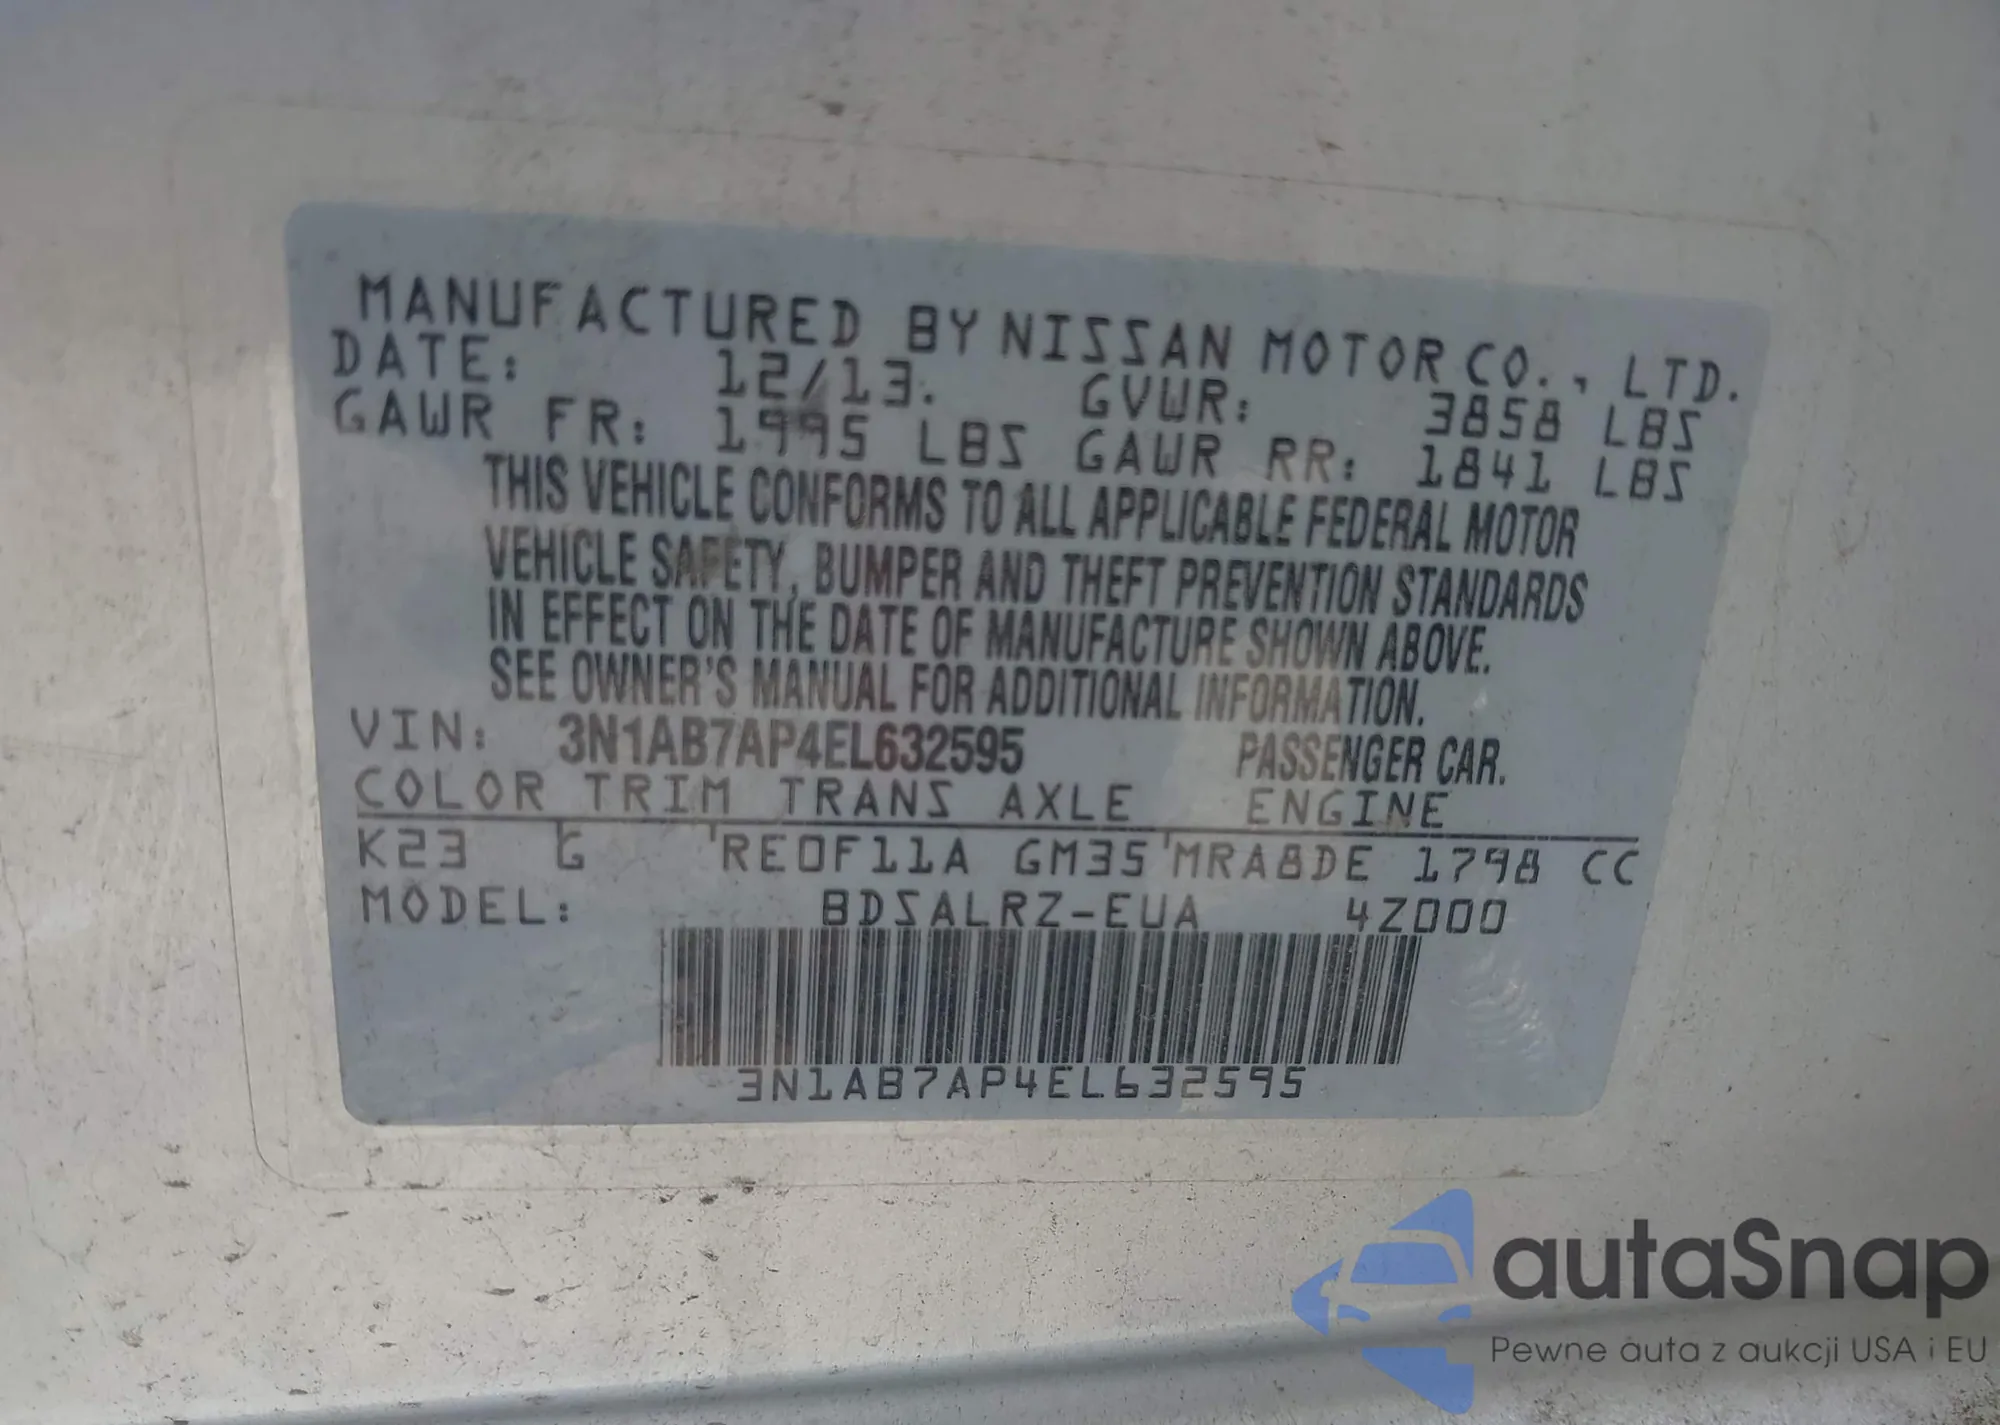 MANUFACTURED BY NISSAN MOTOR CO., LTD.
DATE: 12/13. GVWR: 3858 LBS
GAWR FR: 1995 LBS GAWR RR: 1841 LBS
THIS VEHICLE CONFORMS TO ALL APPLICABLE FEDERAL MOTOR
VEHICLE SAFETY, BUMPER AND THEFT PREVENTION STANDARDS
IN EFFECT ON THE DATE OF MANUFACTURE SHOWN ABOVE.
SEE OWNER'S MANUAL FOR ADDITIONAL INFORMATION.
VIN: 3N1AB7AP4EL632595 PASSENGER CAR.
COLOR TRIM TRANS AXLE ENGINE
K23 G RE0F11A GM35 MRA8DE 1798 CC
MODEL: BDSALRZ-EUA 4Z000
3N1AB7AP4EL632595
autaSnap
Pewne auta z aukcji USA i EU